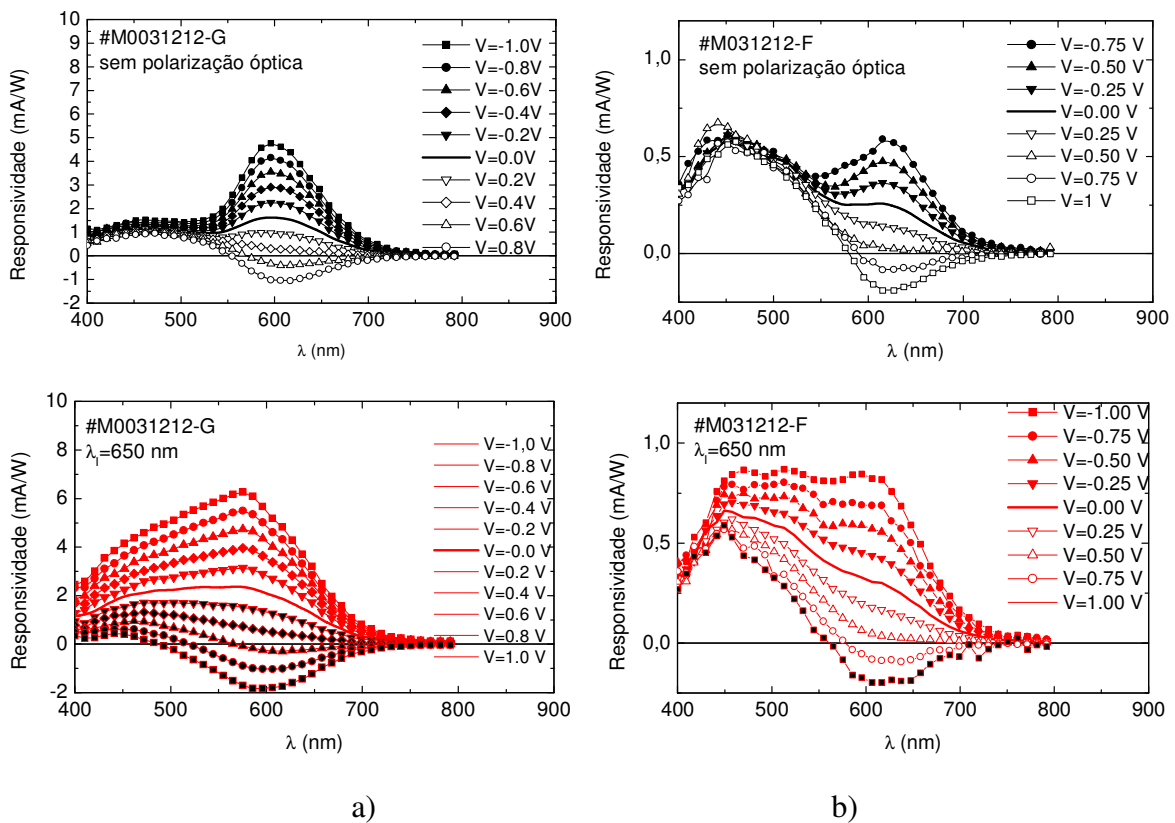 #M0031212-G
sem polarização óptica
V=-1.0V
V=-0.8V
V=-0.6V
V=-0.4V
V=-0.2V
V=0.0V
V=0.2V
V=0.4V
V=0.6V
V=0.8V
Responsividade (mA/W)
10
9
8
7
6
5
4
3
2
1
0
-1
-2
400 500 600 700 800 900
λ (nm)
#M031212-F
sem polarização óptica
V=-0.75 V
V=-0.50 V
V=-0.25 V
V=0.00 V
V=0.25 V
V=0.50 V
V=0.75 V
V=1 V
Responsividade (mA/W)
1,0
0,5
0,0
400 500 600 700 800 900
λ (nm)
#M0031212-G
λl=650 nm
V=-1,0 V
V=-0.8 V
V=-0.6 V
V=-0.4 V
V=-0.2 V
V=-0.0 V
V=0.2 V
V=0.4 V
V=0.6 V
V=0.8 V
V=1.0 V
Responsividade (mA/W)
10
8
6
4
2
0
-2
400 500 600 700 800 900
λ (nm)
#M031212-F
λl=650 nm
V=-1.00 V
V=-0.75 V
V=-0.50 V
V=-0.25 V
V=0.00 V
V=0.25 V
V=0.50 V
V=0.75 V
V=1.00 V
Responsividade (mA/W)
1,0
0,5
0,0
400 500 600 700 800 900
λ (nm)
a)
b)